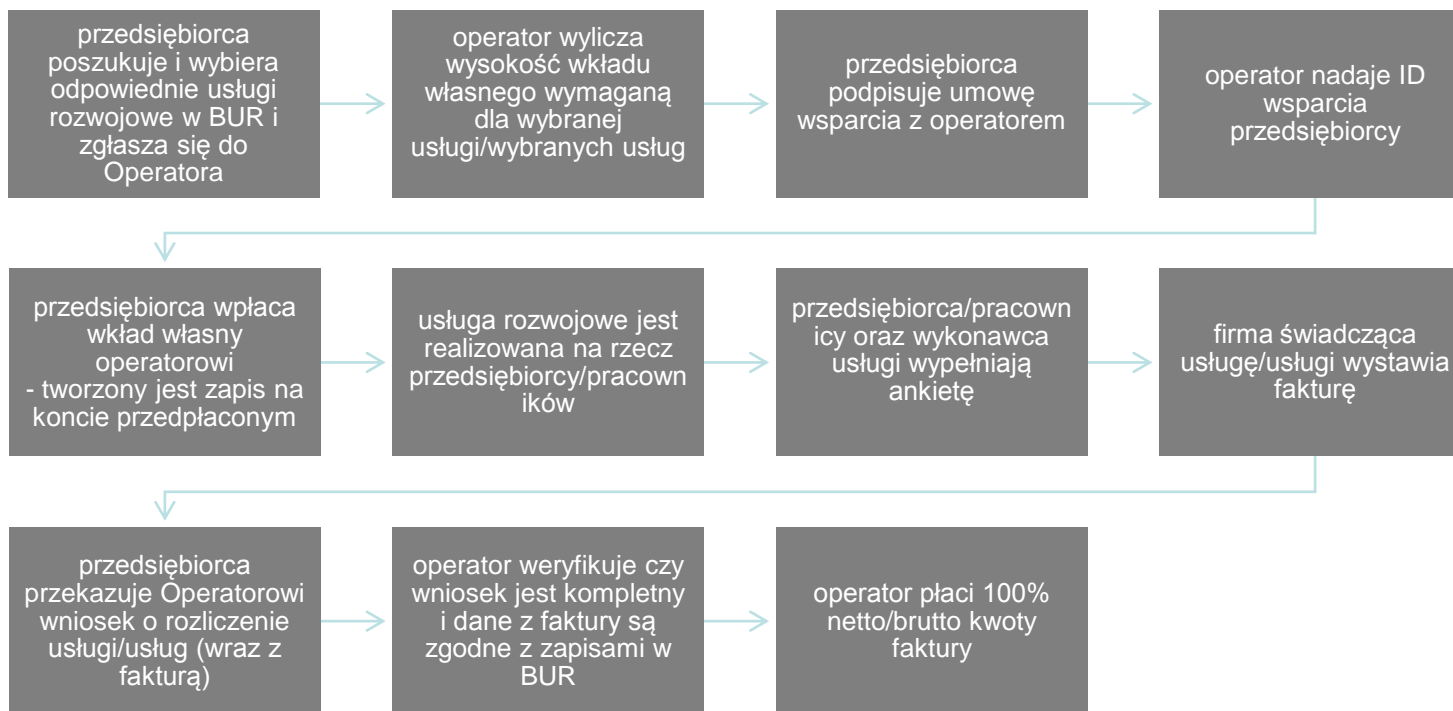 przedsiębiorca
poszukuje i wybiera
odpowiednie usługi
rozwojowe w BUR i
zgłasza się do
Operatora
operator wylicza
wysokość wkładu
własnego wymaganą
dla wybranej
usługi/wybranych usług
przedsiębiorca
podpisuje umowę
wsparcia z operatorem
operator nadaje ID
wsparcia
przedsiębiorcy
przedsiębiorca wpłaca
wkład własny
operatorowi
- tworzony jest zapis na
koncie przedpłaconym
usługa rozwojowe jest
realizowana na rzecz
przedsiębiorcy/pracown
ików
przedsiębiorca/pracown
icy oraz wykonawca
usługi wypełniają
ankietę
firma świadcząca
usługę/usługi wystawia
fakturę
przedsiębiorca
przekazuje Operatorowi
wniosek o rozliczenie
usługi/usług (wraz z
fakturą)
operator weryfikuje czy
wniosek jest kompletny
i dane z faktury są
zgodne z zapisami w
BUR
operator płaci 100%
netto/brutto kwoty
faktury